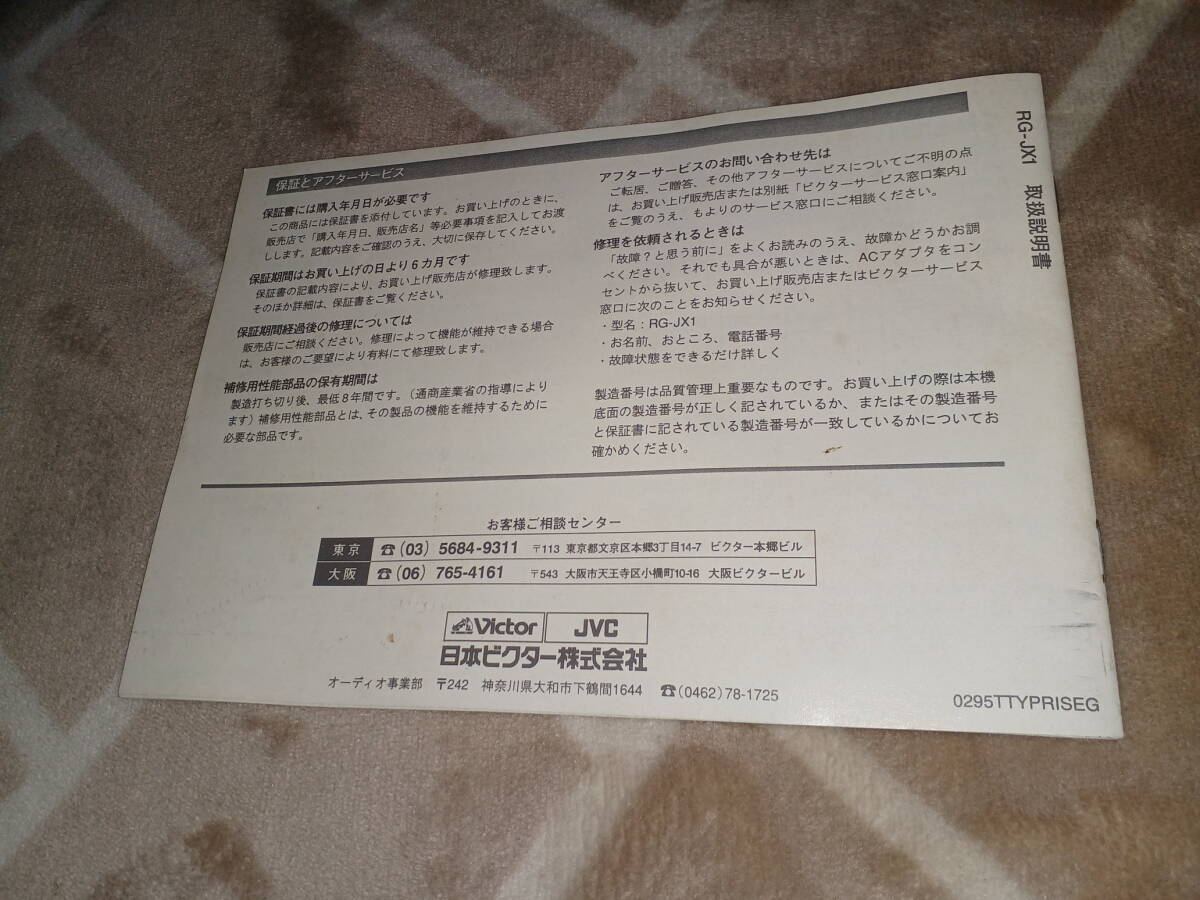 保証とアフターサービス
保証書には購入年月日が必要です
この商品には保証書を添付しています。お買い上げのときに、
販売店で「購入年月日、販売店名」等必要事項を記入してお渡
しします。記載内容をご確認のうえ、大切に保存してください。
保証期間はお買い上げの日より6カ月です
保証書の記載内容により、お買い上げ販売店が修理致します。
そのほか詳細は、保証書をご覧ください。
保証期間経過後の修理については
販売店にご相談ください。修理によって機能が維持できる場合
は、お客様のご要望により有料にて修理致します。
補修用性能部品の保有期間は
製造打ち切り後、最低8年間です。（通商産業省の指導により
ます）補修用性能部品とは、その製品の機能を維持するために
必要な部品です。
アフターサービスのお問い合わせ先は
ご転居、ご贈答、その他アフターサービスについてご不明の点
は、お買い上げ販売店または別紙「ビクターサービス窓口案内」
をご覧のうえ、もよりのサービス窓口にご相談ください。
修理を依頼されるときは
「故障？と思う前に」をよくお読みのうえ、故障かどうかお調
べください。それでも具合が悪いときは、ACアダプタをコン
セントから抜いて、お買い上げ販売店またはビクターサービス
窓口に次のことをお知らせください。
・型名：RG-JX1
・お名前、おところ、電話番号
・故障状態をできるだけ詳しく
製造番号は品質管理上重要なものです。お買い上げの際は本機
底面の製造番号が正しく記されているか、またはその製造番号
と保証書に記されている製造番号が一致しているかについてお
確かめください。
RG-JX1 取扱説明書
お客様ご相談センター
東京 ☎(03) 5684-9311 〒113 東京都文京区本郷3丁目14-7 ビクター本郷ビル
大阪 ☎(06) 765-4161 〒543 大阪市天王寺区小橋町10-16 大阪ビクタービル
Victor JVC
日本ビクター株式会社
オーディオ事業部 〒242 神奈川県大和市下鶴間1644 ☎(0462)78-1725
0295TTYPRISEG